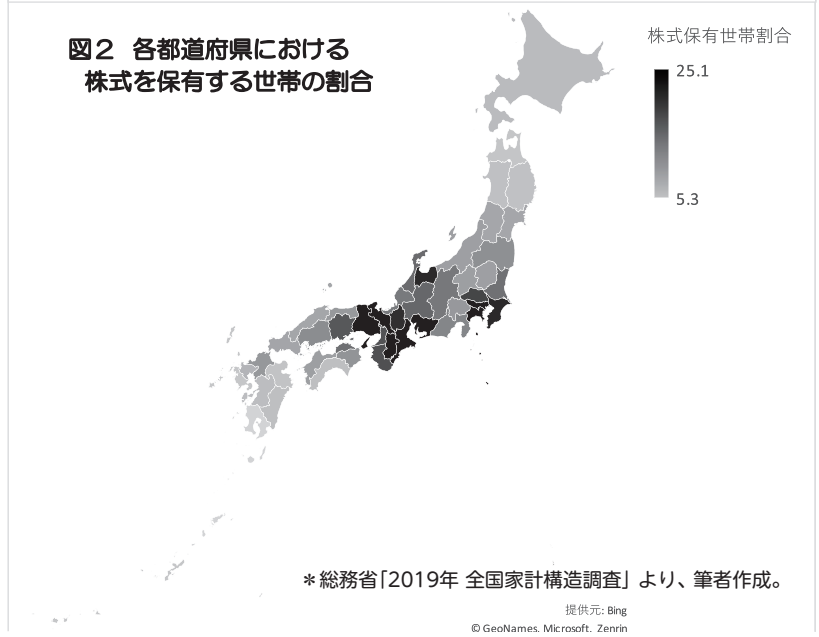 図２ 各都道府県における
株式を保有する世帯の割合
株式保有世帯割合
25.1
5.3
＊総務省「2019年 全国家計構造調査」 より、筆者作成。
提供元: Bing
© GeoNames, Microsoft, Zenrin